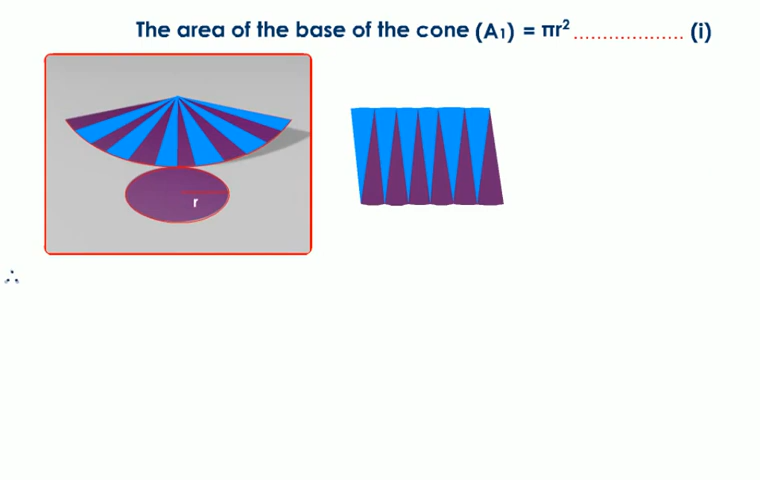 The area of the base of the cone (A₁) = πr² ................... (i)
r
∴